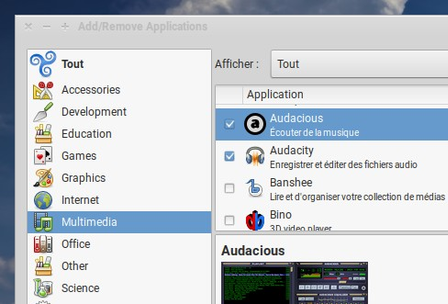 Add/Remove Applications
Tout
Accessories
Development
Education
Games
Graphics
Internet
Multimedia
Office
Other
Science
Afficher :
Tout
Application
Audacious
Écouter de la musique
Audacity
Enregistrer et éditer des fichiers audio
Banshee
Lire et d'organiser votre collection de médias
Bino
3D video player
Audacious